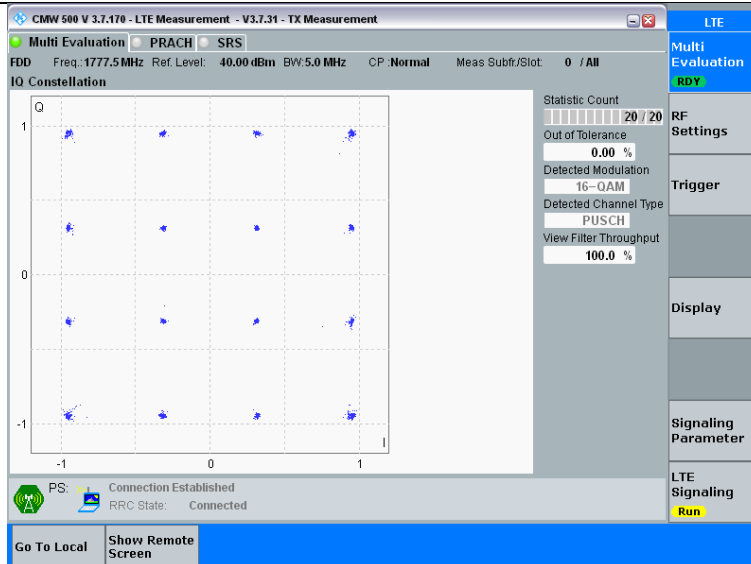 CMW 500 V 3.7.170 - LTE Measurement - V3.7.31 - TX Measurement
LTE
Multi Evaluation PRACH SRS
Multi Evaluation
RDY
FDD Freq.:1777.5 MHz Ref. Level: 40.00 dBm BW:5.0 MHz CP :Normal Meas Subfr./Slot: 0 / All
IQ Constellation
Q
1
0
-1
-1 0 1
I
Statistic Count
20 / 20
Out of Tolerance
0.00 %
Detected Modulation
16-QAM
Detected Channel Type
PUSCH
View Filter Throughput
100.0 %
RF
Settings
Trigger
Display
Signaling
Parameter
LTE
Signaling
Run
PS: Connection Established
RRC State: Connected
Go To Local
Show Remote
Screen